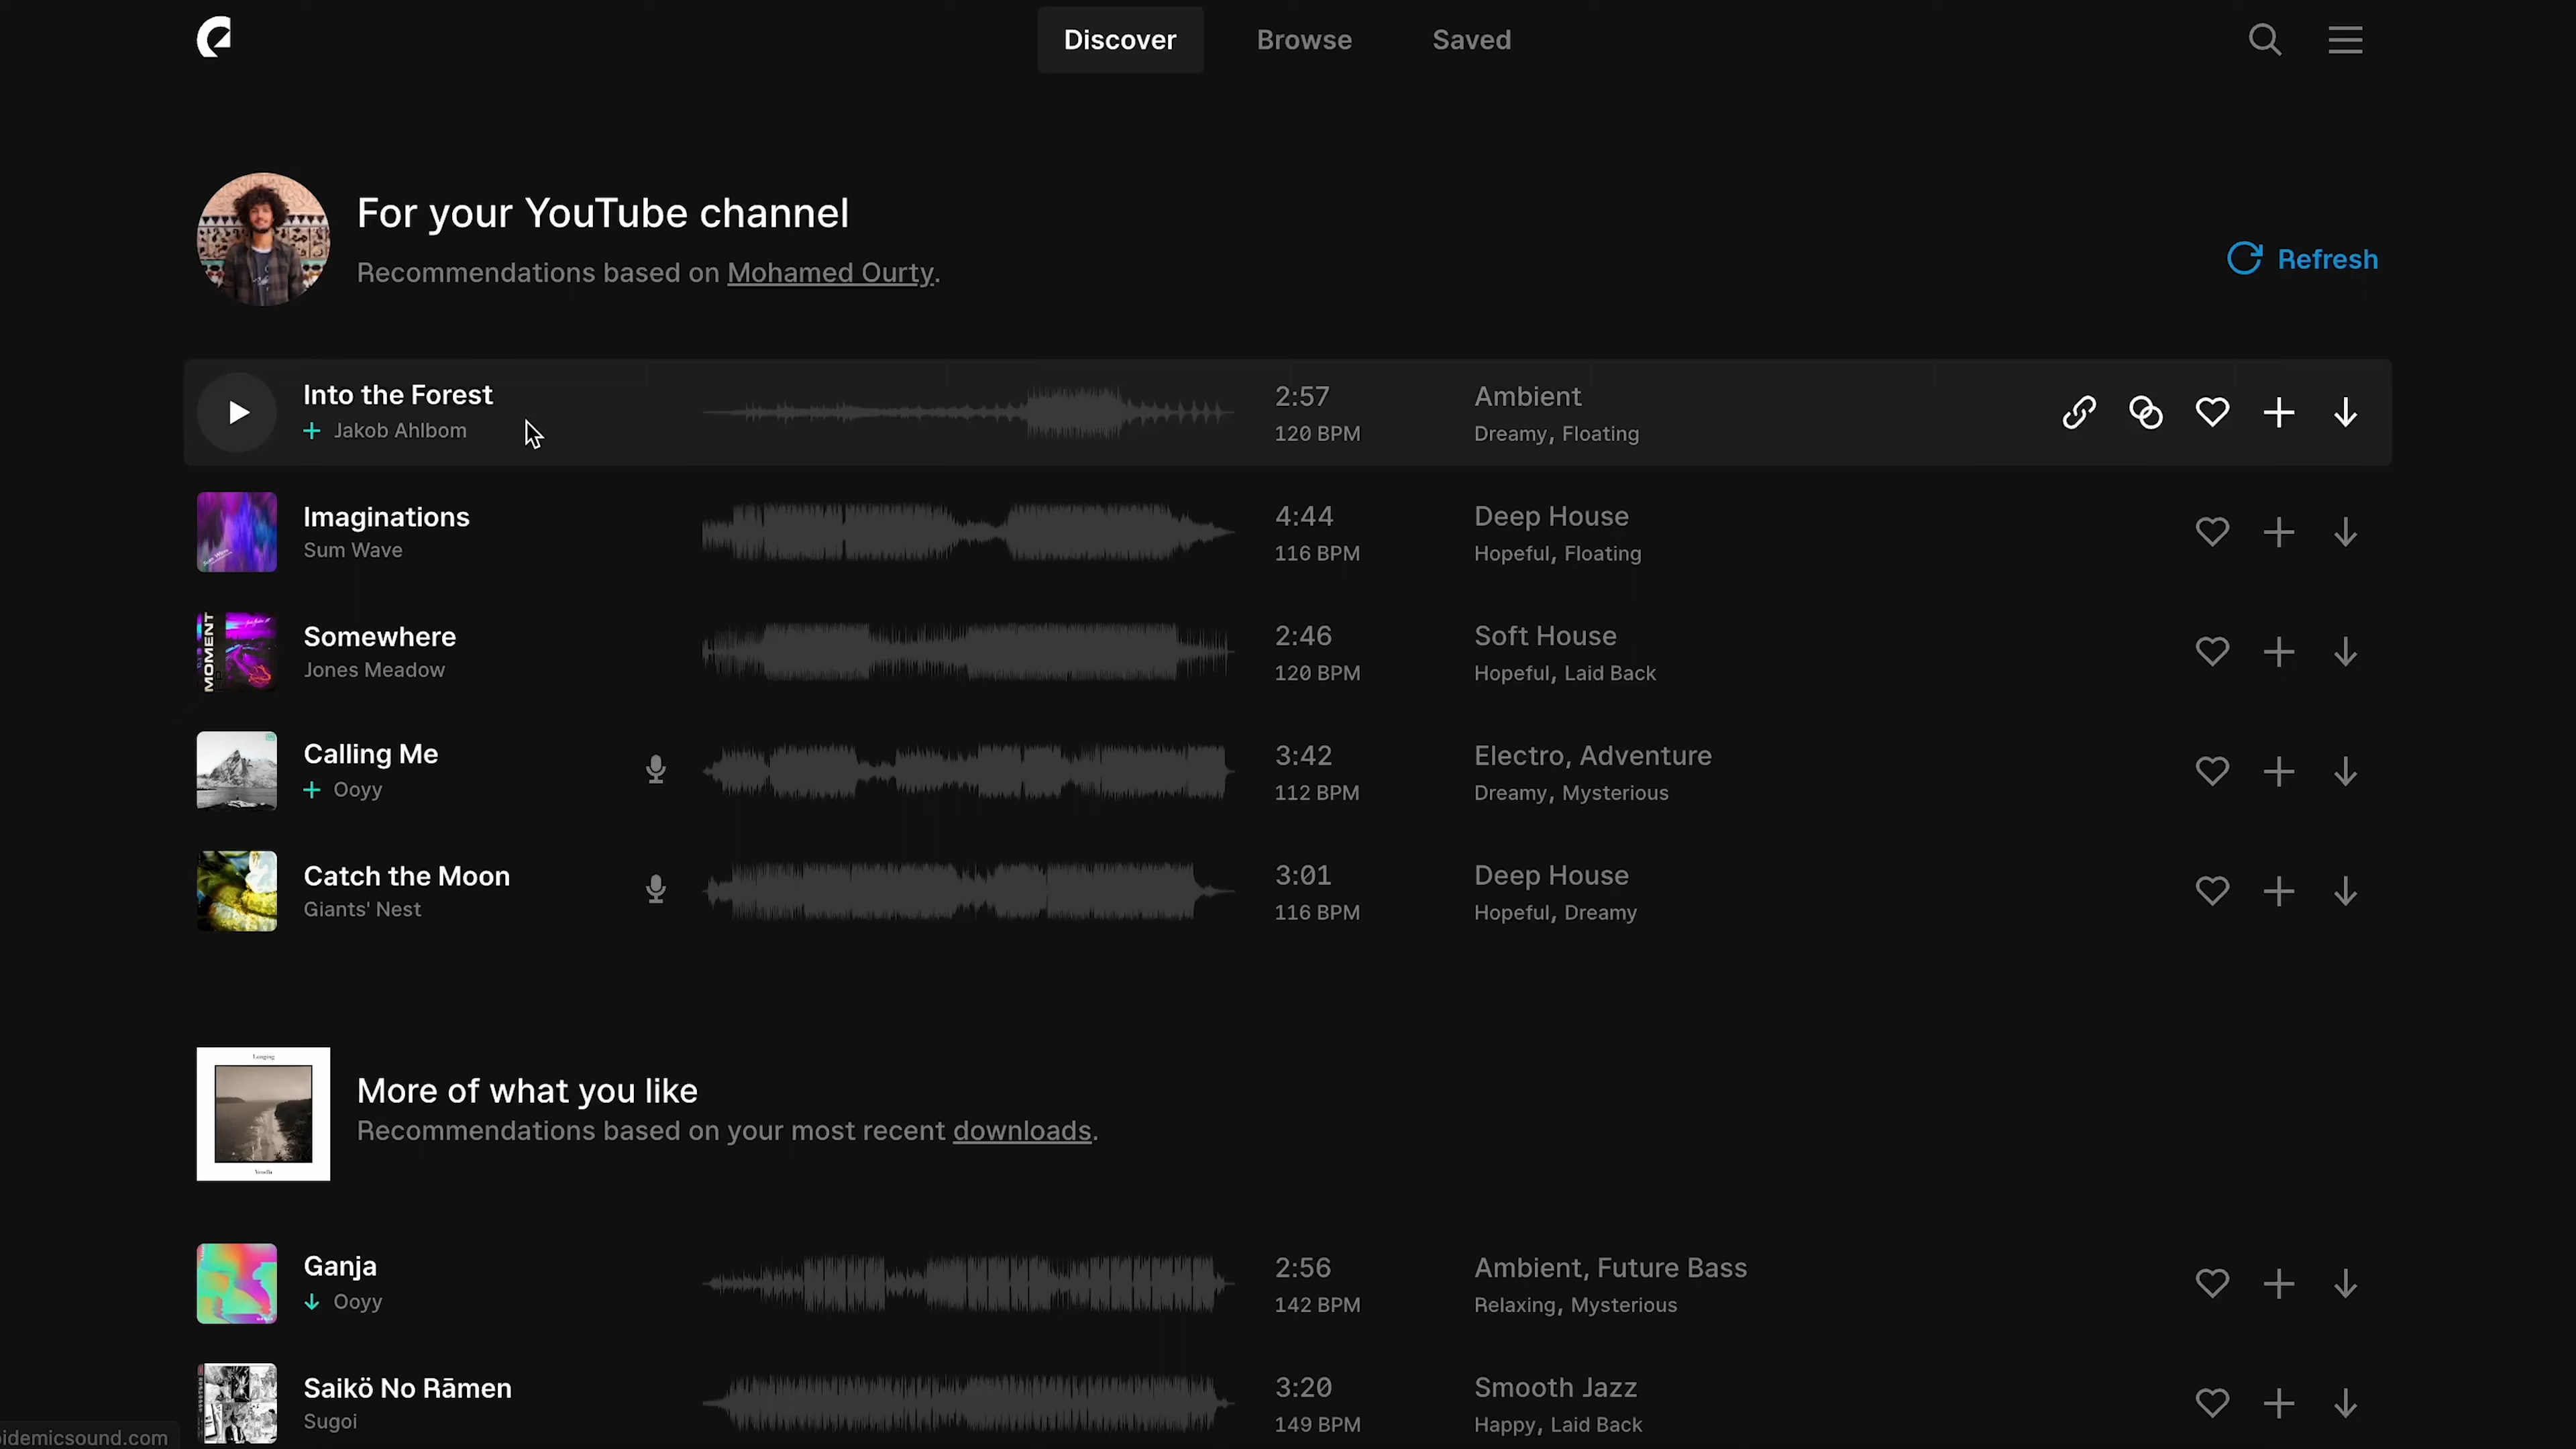 Discover Browse Saved
For your YouTube channel
Recommendations based on Mohamed Ourty.
Refresh
Into the Forest
Jakob Ahlbom
2:57
120 BPM
Ambient
Dreamy, Floating
Imaginations
Sum Wave
4:44
116 BPM
Deep House
Hopeful, Floating
MOMENT
Somewhere
Jones Meadow
2:46
120 BPM
Soft House
Hopeful, Laid Back
Calling Me
Ooyy
3:42
112 BPM
Electro, Adventure
Dreamy, Mysterious
Catch the Moon
Giants' Nest
3:01
116 BPM
Deep House
Hopeful, Dreamy
Longing
Venella
More of what you like
Recommendations based on your most recent downloads.
Ganja
Ooyy
2:56
142 BPM
Ambient, Future Bass
Relaxing, Mysterious
Saikö No Rāmen
Sugoi
3:20
149 BPM
Smooth Jazz
Happy, Laid Back
idemicsound.com